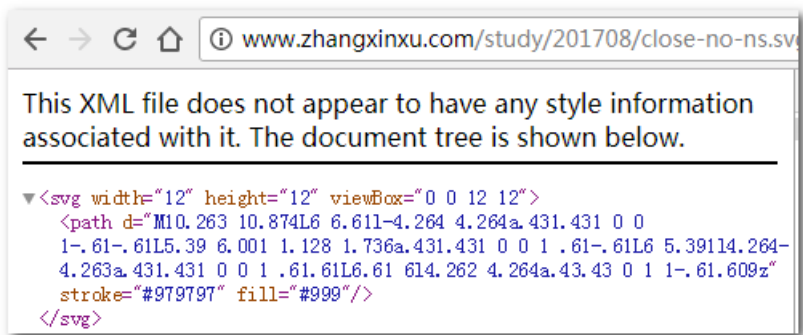 www.zhangxinxu.com/study/201708/close-no-ns.svg
This XML file does not appear to have any style information
associated with it. The document tree is shown below.
▼<svg width="12" height="12" viewBox="0 0 12 12">
<path d="M10.263 10.874L6 6.611l-4.264 4.264a.431.431 0 0
1-.61-.61L5.39 6.001 1.128 1.736a.431.431 0 0 1 .61-.61L6 5.391l4.264-
4.263a.431.431 0 0 1 .61.61L6.61 6l4.262 4.264a.43.43 0 1 1-.61.609z"
stroke="#979797" fill="#999"/>
</svg>